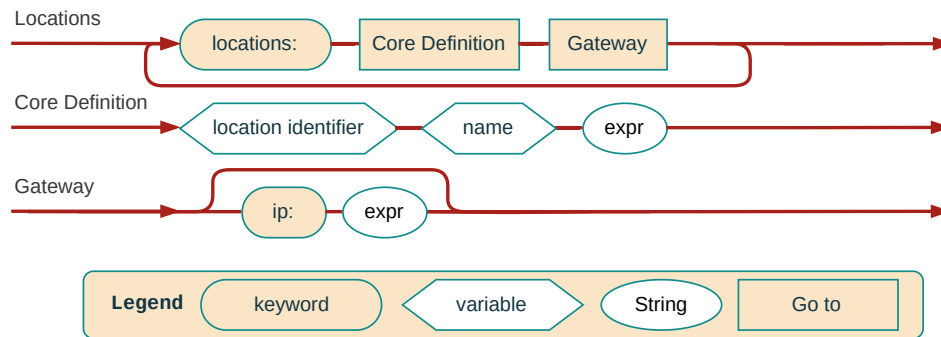 Locations
locations: Core Definition Gateway
Core Definition
location identifier name expr
Gateway
ip: expr
Legend keyword variable String Go to